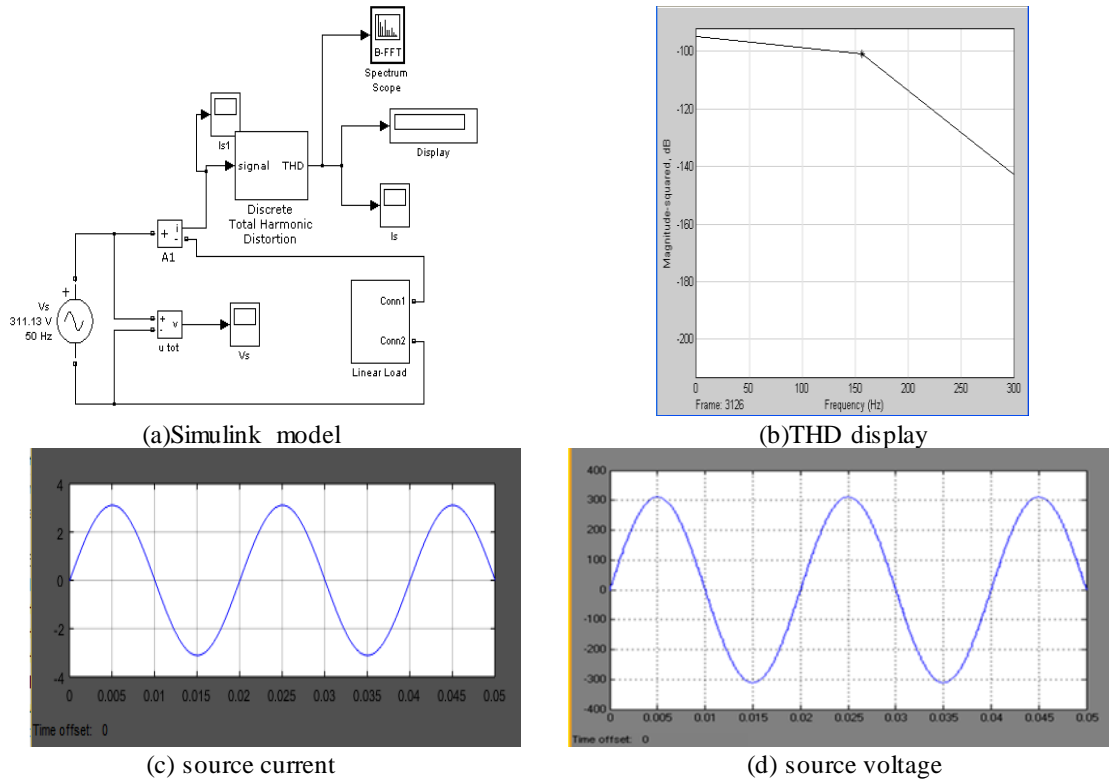 B-FFT
Spectrum
Scope
Is1
signal THD
Display
Discrete
Total Harmonic
Distortion
Is
+ i
-
A1
+
Vs
311.13 V
50 Hz
+ v
-
u tot
Vs
Conn1
Conn2
Linear Load
(a)Simulink model
Magnitude-squared, dB
-100
-120
-140
-160
-180
-200
0 50 100 150 200 250 300
Frame: 3126 Frequency (Hz)
(b)THD display
4
2
0
-2
-4
0 0.005 0.01 0.015 0.02 0.025 0.03 0.035 0.04 0.045 0.05
Time offset: 0
(c) source current
400
300
200
100
0
-100
-200
-300
-400
0 0.005 0.01 0.015 0.02 0.025 0.03 0.035 0.04 0.045 0.05
Time offset: 0
(d) source voltage